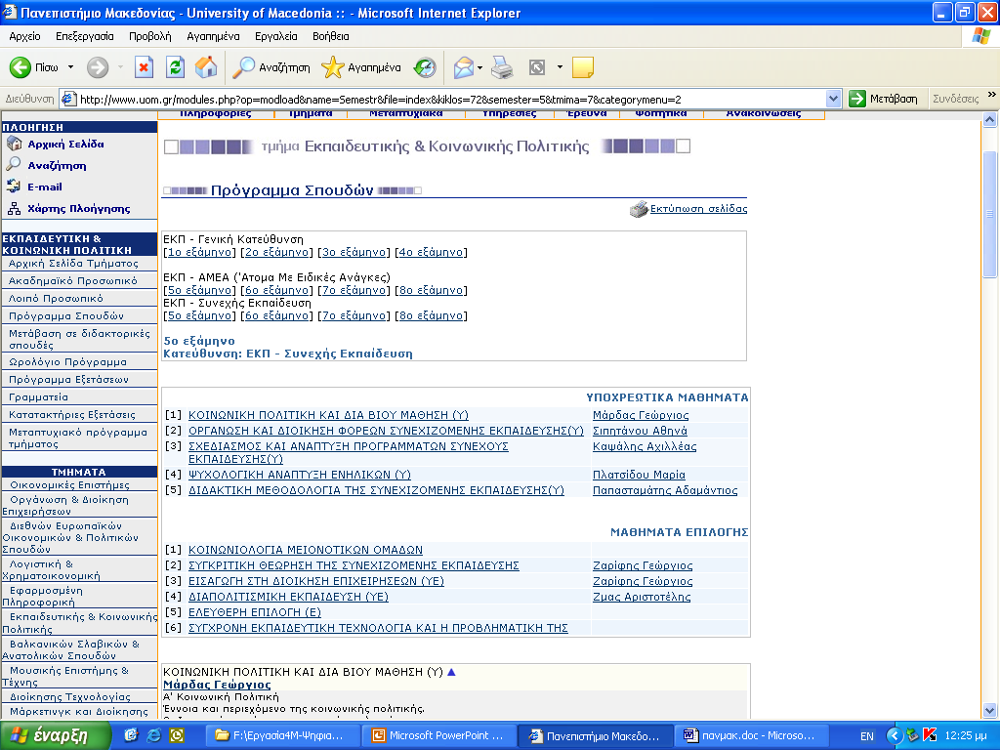 Πανεπιστήμιο Μακεδονίας - University of Macedonia :: - Microsoft Internet Explorer
Αρχείο Επεξεργασία Προβολή Αγαπημένα Εργαλεία Βοήθεια
Πίσω Αναζήτηση Αγαπημένα
Διεύθυνση http://www.uom.gr/modules.php?op=modload&name=Semestr&file=index&kiklos=72&semester=5&tmima=7&categorymenu=2 Μετάβαση Συνδέσεις »
Πληροφορίες Τμήματα Μεταπτυχιακά Υπηρεσίες Έρευνα Φοιτητικά Ανακοινώσεις
ΠΛΟΗΓΗΣΗ
Αρχική Σελίδα
Αναζήτηση
E-mail
Χάρτης Πλοήγησης
ΕΚΠΑΙΔΕΥΤΙΚΗ &
ΚΟΙΝΩΝΙΚΗ ΠΟΛΙΤΙΚΗ
Αρχική Σελίδα Τμήματος
Ακαδημαϊκό Προσωπικό
Λοιπό Προσωπικό
Πρόγραμμα Σπουδών
Μετάβαση σε διδακτορικές
σπουδές
Ωρολόγιο Πρόγραμμα
Πρόγραμμα Εξετάσεων
Γραμματεία
Κατατακτήριες Εξετάσεις
Μεταπτυχιακό πρόγραμμα
τμήματος
ΤΜΗΜΑΤΑ
Οικονομικές Επιστήμες
Οργάνωση & Διοίκηση
Επιχειρήσεων
Διεθνών Ευρωπαϊκών
Οικονομικών & Πολιτικών
Σπουδών
Λογιστική &
Χρηματοικονομική
Εφαρμοσμένη
Πληροφορική
Εκπαιδευτικής & Κοινωνικής
Πολιτικής
Βαλκανικών Σλαβικών &
Ανατολικών Σπουδών
Μουσικής Επιστήμης &
Τέχνης
Διοίκησης Τεχνολογίας
Μάρκετινγκ και Διοίκησης
τμήμα Εκπαιδευτικής & Κοινωνικής Πολιτικής
Πρόγραμμα Σπουδών
Εκτύπωση σελίδας
ΕΚΠ - Γενική Κατεύθυνση
[1ο εξάμηνο] [2ο εξάμηνο] [3ο εξάμηνο] [4ο εξάμηνο]
ΕΚΠ - ΑΜΕΑ ('Ατομα Με Ειδικές Ανάγκες)
[5ο εξάμηνο] [6ο εξάμηνο] [7ο εξάμηνο] [8ο εξάμηνο]
ΕΚΠ - Συνεχής Εκπαίδευση
[5ο εξάμηνο] [6ο εξάμηνο] [7ο εξάμηνο] [8ο εξάμηνο]
5ο εξάμηνο
Κατεύθυνση: ΕΚΠ - Συνεχής Εκπαίδευση
ΥΠΟΧΡΕΩΤΙΚΑ ΜΑΘΗΜΑΤΑ
[1] ΚΟΙΝΩΝΙΚΗ ΠΟΛΙΤΙΚΗ ΚΑΙ ΔΙΑ ΒΙΟΥ ΜΑΘΗΣΗ (Υ) Μάρδας Γεώργιος
[2] ΟΡΓΑΝΩΣΗ ΚΑΙ ΔΙΟΙΚΗΣΗ ΦΟΡΕΩΝ ΣΥΝΕΧΙΖΟΜΕΝΗΣ ΕΚΠΑΙΔΕΥΣΗΣ(Υ) Σιπητάνου Αθηνά
[3] ΣΧΕΔΙΑΣΜΟΣ ΚΑΙ ΑΝΑΠΤΥΞΗ ΠΡΟΓΡΑΜΜΑΤΩΝ ΣΥΝΕΧΟΥΣ Καψάλης Αχιλλέας
ΕΚΠΑΙΔΕΥΣΗΣ(Υ)
[4] ΨΥΧΟΛΟΓΙΚΗ ΑΝΑΠΤΥΞΗ ΕΝΗΛΙΚΩΝ (Υ) Πλατσίδου Μαρία
[5] ΔΙΔΑΚΤΙΚΗ ΜΕΘΟΔΟΛΟΓΙΑ ΤΗΣ ΣΥΝΕΧΙΖΟΜΕΝΗΣ ΕΚΠΑΙΔΕΥΣΗΣ(Υ) Παπασταμάτης Αδαμάντιος
ΜΑΘΗΜΑΤΑ ΕΠΙΛΟΓΗΣ
[1] ΚΟΙΝΩΝΙΟΛΟΓΙΑ ΜΕΙΟΝΟΤΙΚΩΝ ΟΜΑΔΩΝ
[2] ΣΥΓΚΡΙΤΙΚΗ ΘΕΩΡΗΣΗ ΤΗΣ ΣΥΝΕΧΙΖΟΜΕΝΗΣ ΕΚΠΑΙΔΕΥΣΗΣ Ζαρίφης Γεώργιος
[3] ΕΙΣΑΓΩΓΗ ΣΤΗ ΔΙΟΙΚΗΣΗ ΕΠΙΧΕΙΡΗΣΕΩΝ (ΥΕ) Ζαρίφης Γεώργιος
[4] ΔΙΑΠΟΛΙΤΙΣΜΙΚΗ ΕΚΠΑΙΔΕΥΣΗ (ΥΕ) Ζμας Αριστοτέλης
[5] ΕΛΕΥΘΕΡΗ ΕΠΙΛΟΓΗ (Ε)
[6] ΣΥΓΧΡΟΝΗ ΕΚΠΑΙΔΕΥΤΙΚΗ ΤΕΧΝΟΛΟΓΙΑ ΚΑΙ Η ΠΡΟΒΛΗΜΑΤΙΚΗ ΤΗΣ
ΚΟΙΝΩΝΙΚΗ ΠΟΛΙΤΙΚΗ ΚΑΙ ΔΙΑ ΒΙΟΥ ΜΑΘΗΣΗ (Υ)
Μάρδας Γεώργιος
Α' Κοινωνική Πολιτική
Έννοια και περιεχόμενο της κοινωνικής πολιτικής.
έναρξη F:\Εργασία4Μ-Ψηφια... Microsoft PowerPoint ... Πανεπιστήμιο Μακεδο... πανμακ.doc - Microso... EN 12:25 μμ